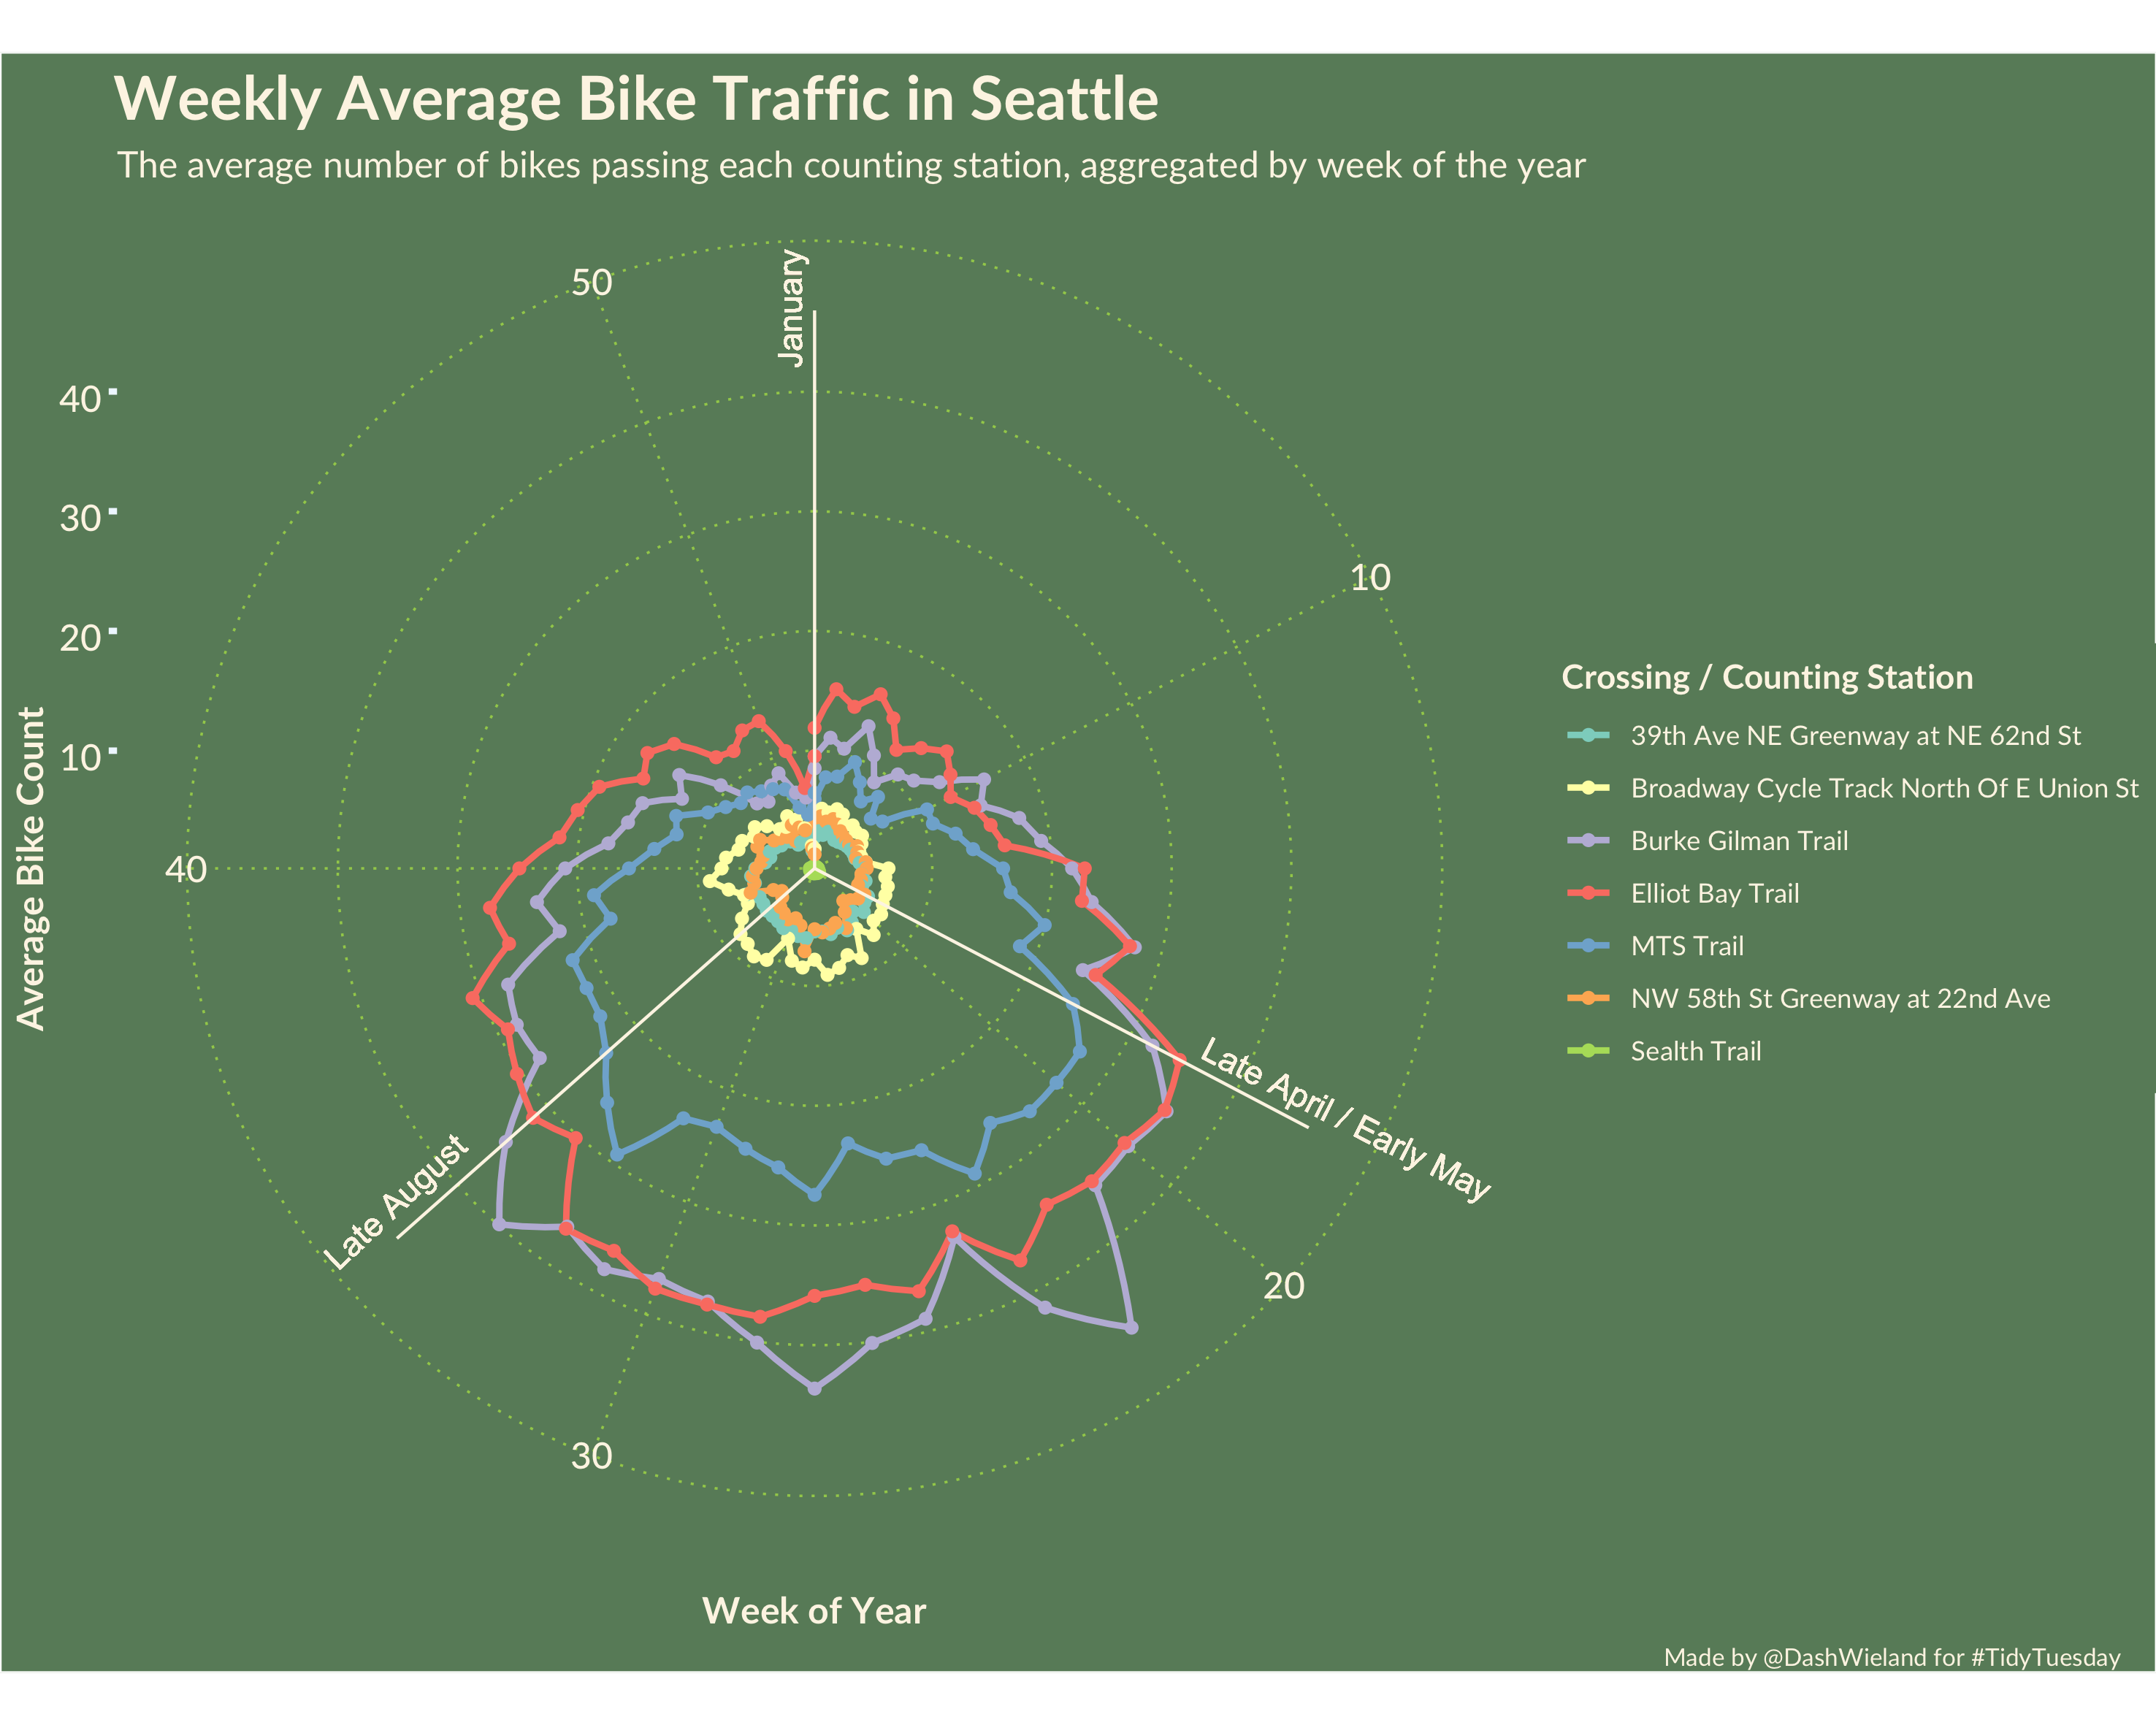 Weekly Average Bike Traffic in Seattle
The average number of bikes passing each counting station, aggregated by week of the year
January
50
10
40
30
20
10
Average Bike Count
40
Late April / Early May
Late August
20
30
Week of Year
Crossing / Counting Station
39th Ave NE Greenway at NE 62nd St
Broadway Cycle Track North Of E Union St
Burke Gilman Trail
Elliot Bay Trail
MTS Trail
NW 58th St Greenway at 22nd Ave
Sealth Trail
Made by @DashWieland for #TidyTuesday